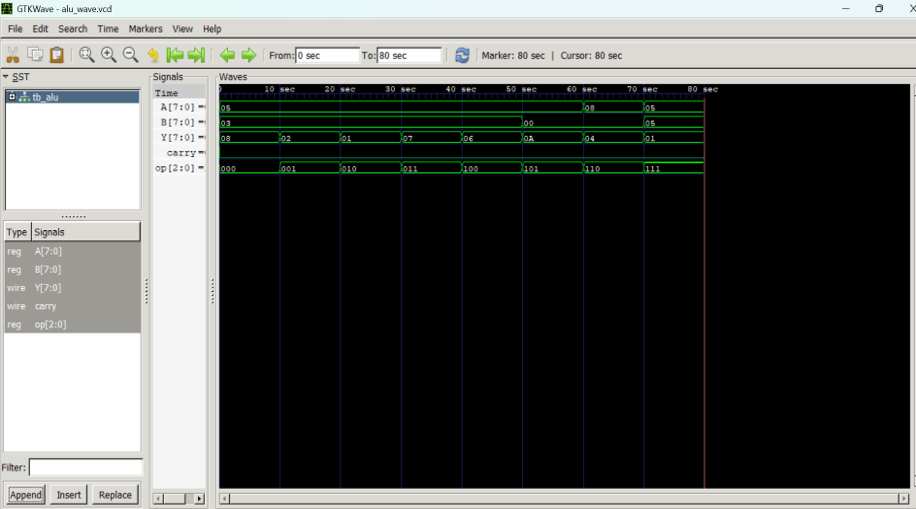 GTKWave - alu_wave.vcd
File Edit Search Time Markers View Help
From: 0 sec To: 80 sec Marker: 80 sec | Cursor: 80 sec
SST
tb_alu
Type Signals
reg A[7:0]
reg B[7:0]
wire Y[7:0]
wire carry
reg op[2:0]
Filter:
Append Insert Replace
Signals
Time
A[7:0] =
B[7:0] =
Y[7:0] =
carry =
op[2:0] =
Waves
0 10 sec 20 sec 30 sec 40 sec 50 sec 60 sec 70 sec 80 sec
05 08 05
03 00 05
08 02 01 07 06 0A 04 01
000 001 010 011 100 101 110 111